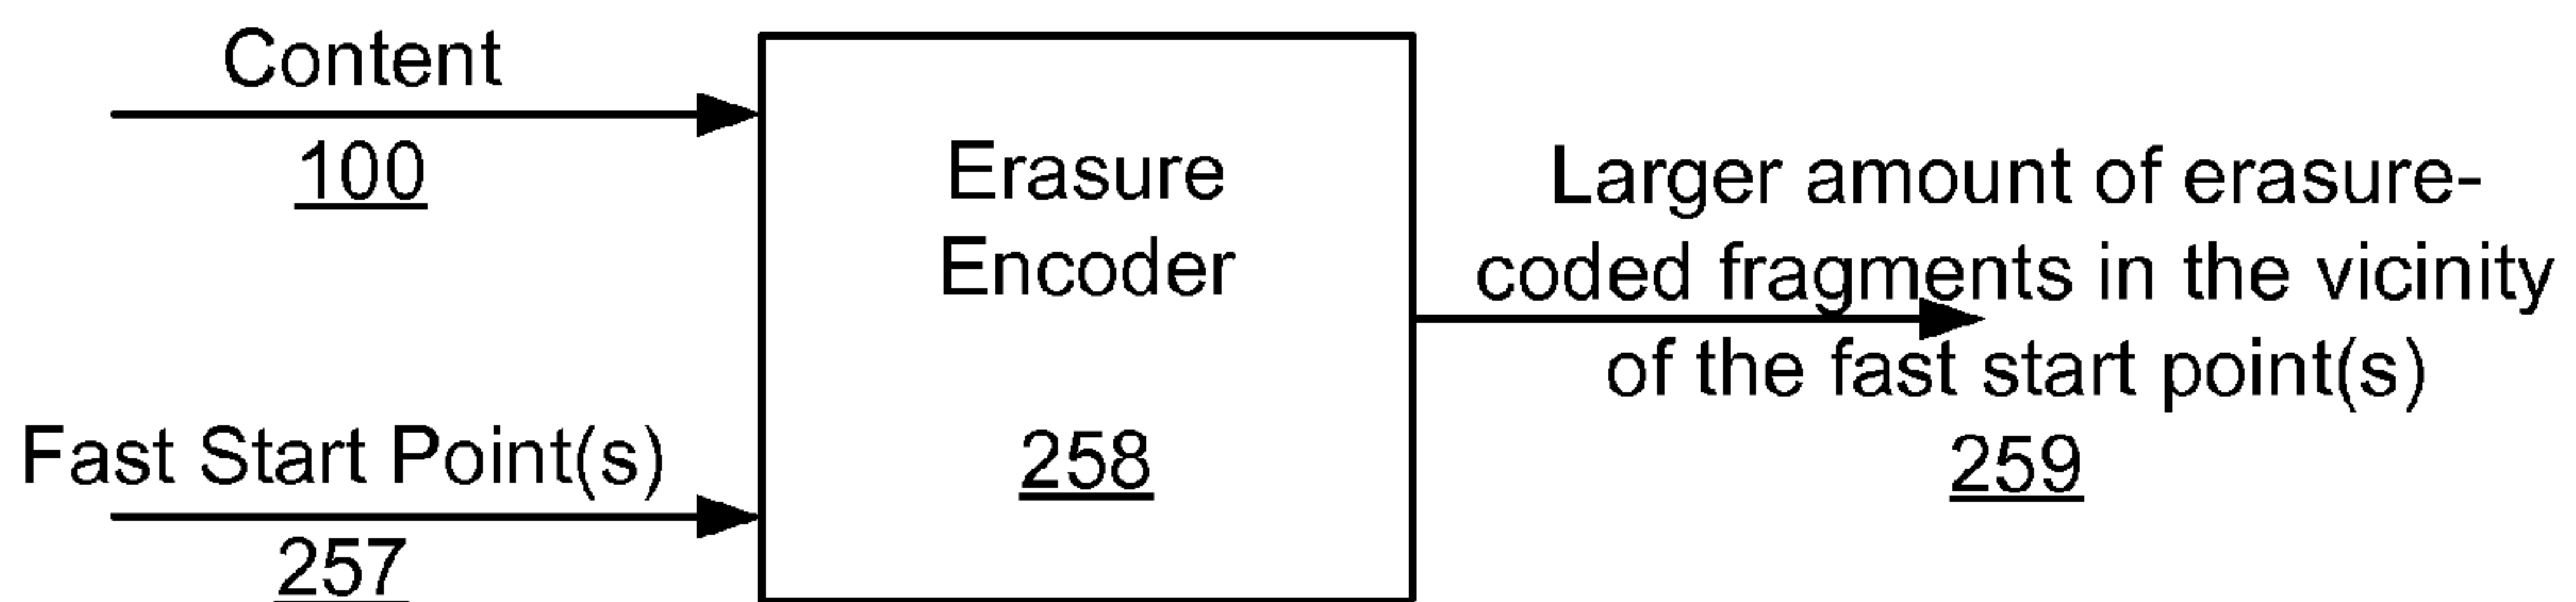 Content
100
Fast Start Point(s)
257
Erasure
Encoder
258
Larger amount of erasure-
coded fragments in the vicinity
of the fast start point(s)
259